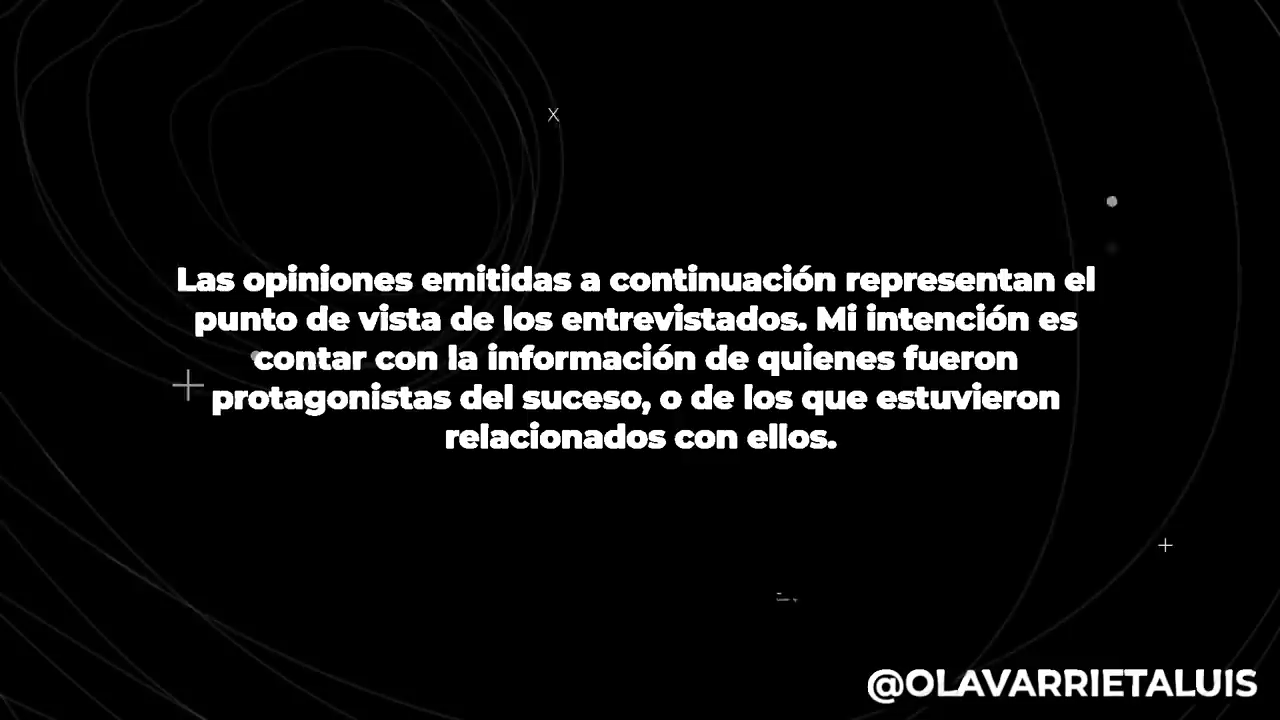 Las opiniones emitidas a continuación representan el
punto de vista de los entrevistados. Mi intención es
contar con la información de quienes fueron
protagonistas del suceso, o de los que estuvieron
relacionados con ellos.
@OLAVARRIETALUIS